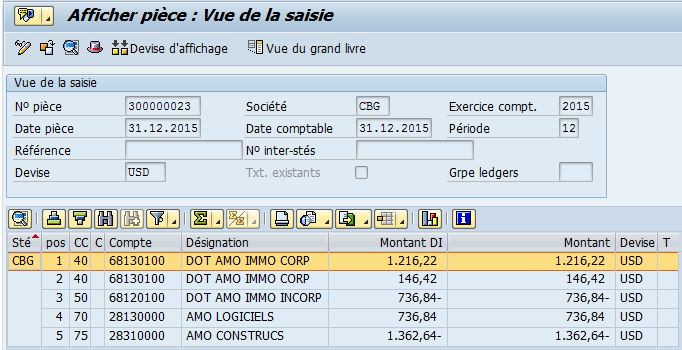 Afficher pièce : Vue de la saisie
Devise d'affichage Vue du grand livre
Vue de la saisie
Nº pièce 300000023 Société CBG Exercice compt. 2015
Date pièce 31.12.2015 Date comptable 31.12.2015 Période 12
Référence Nº inter-stés
Devise USD Txt. existants Grpe ledgers
Sté pos CC C Compte Désignation Montant DI Montant Devise T
CBG 1 40 68130100 DOT AMO IMMO CORP 1.216,22 1.216,22 USD
2 40 68130100 DOT AMO IMMO CORP 146,42 146,42 USD
3 50 68120100 DOT AMO IMMO INCORP 736,84- 736,84- USD
4 70 28130000 AMO LOGICIELS 736,84 736,84 USD
5 75 28310000 AMO CONSTRUCS 1.362,64- 1.362,64- USD